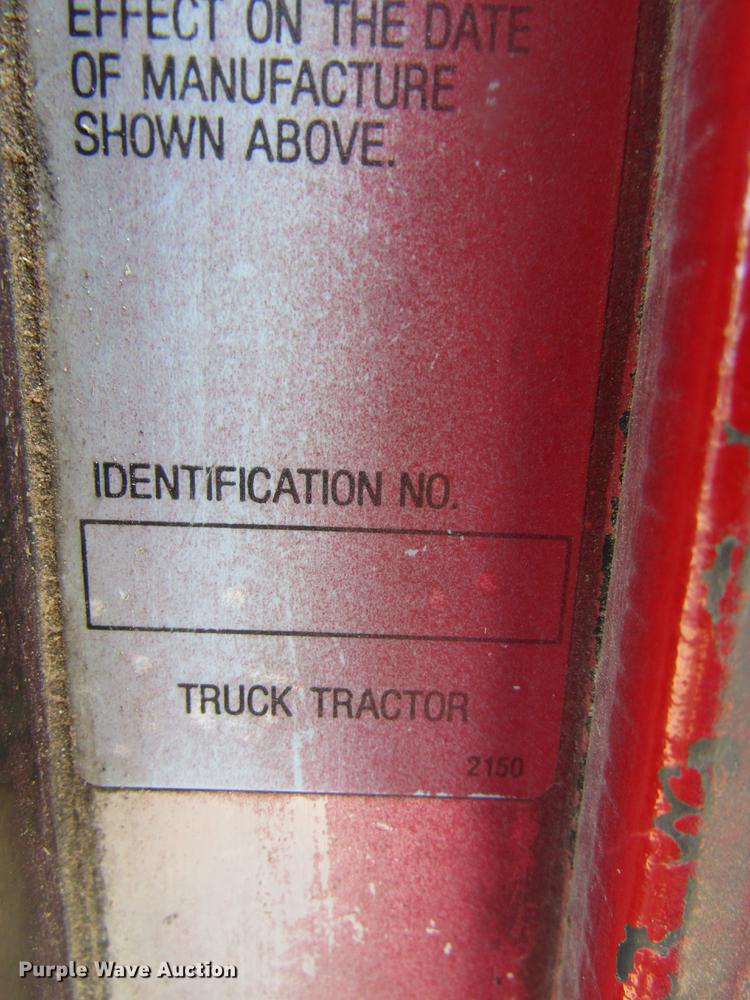 EFFECT ON THE DATE
OF MANUFACTURE
SHOWN ABOVE.
IDENTIFICATION NO.
TRUCK TRACTOR
2150
Purple Wave Auction